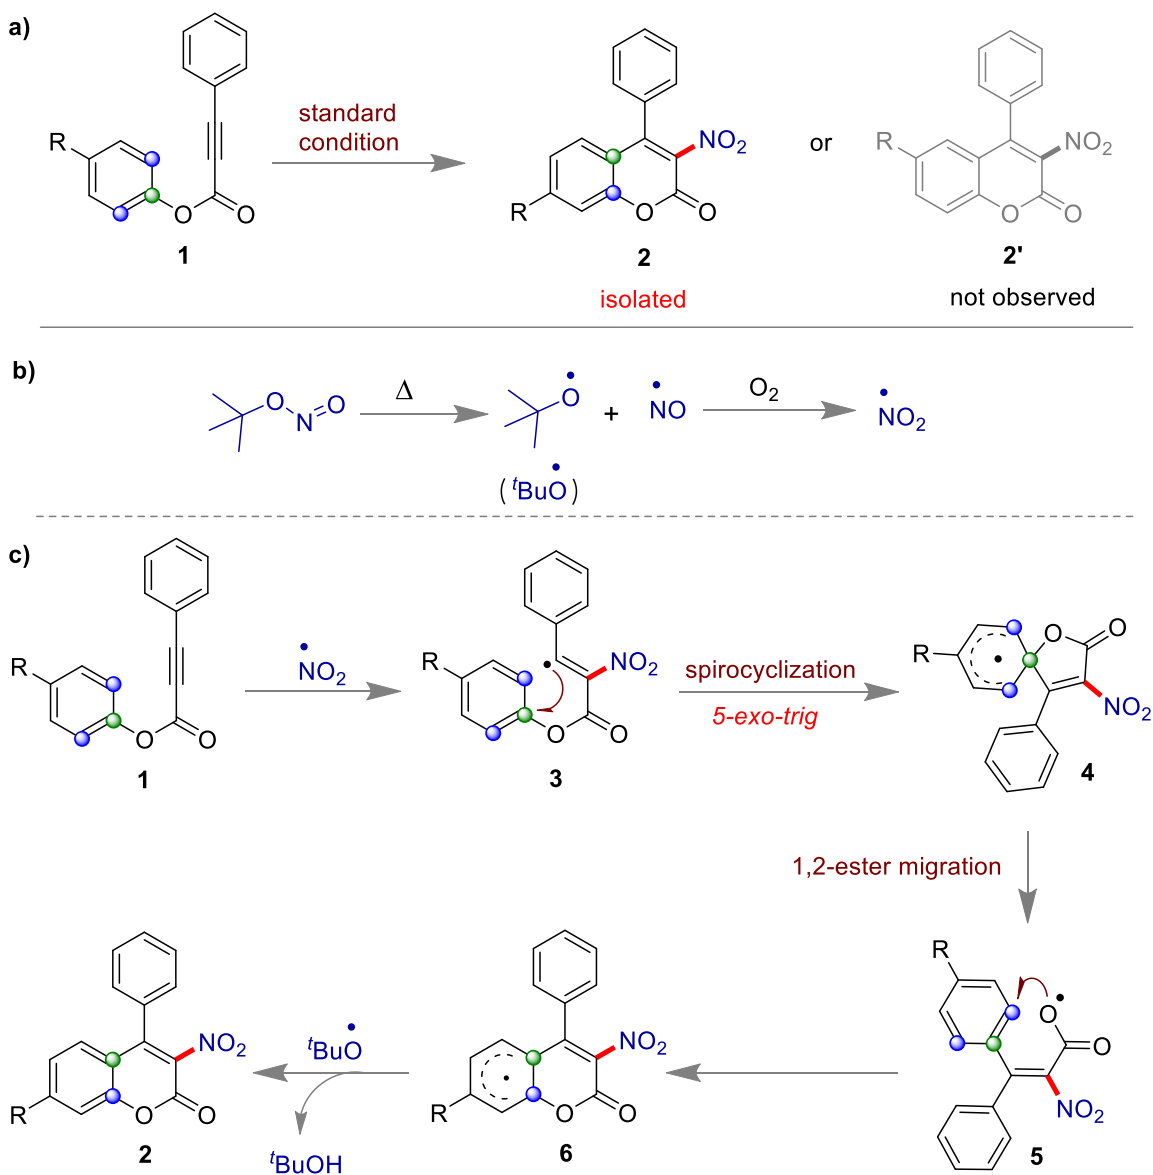 a)
R
O
O
1
standard
condition
NO2
R
O
O
2
isolated
or
R
NO2
O
O
2'
not observed
b)
O
N
O
Δ
O
•
+
•
NO
O2
•
NO2
(tBuO•)
c)
R
O
O
1
•
NO2
R
•
NO2
O
O
3
spirocyclization
5-exo-trig
R
•
O
O
NO2
4
1,2-ester migration
R
O•
O
NO2
5
R
•
NO2
O
O
6
tBuO•
tBuOH
R
NO2
O
O
2